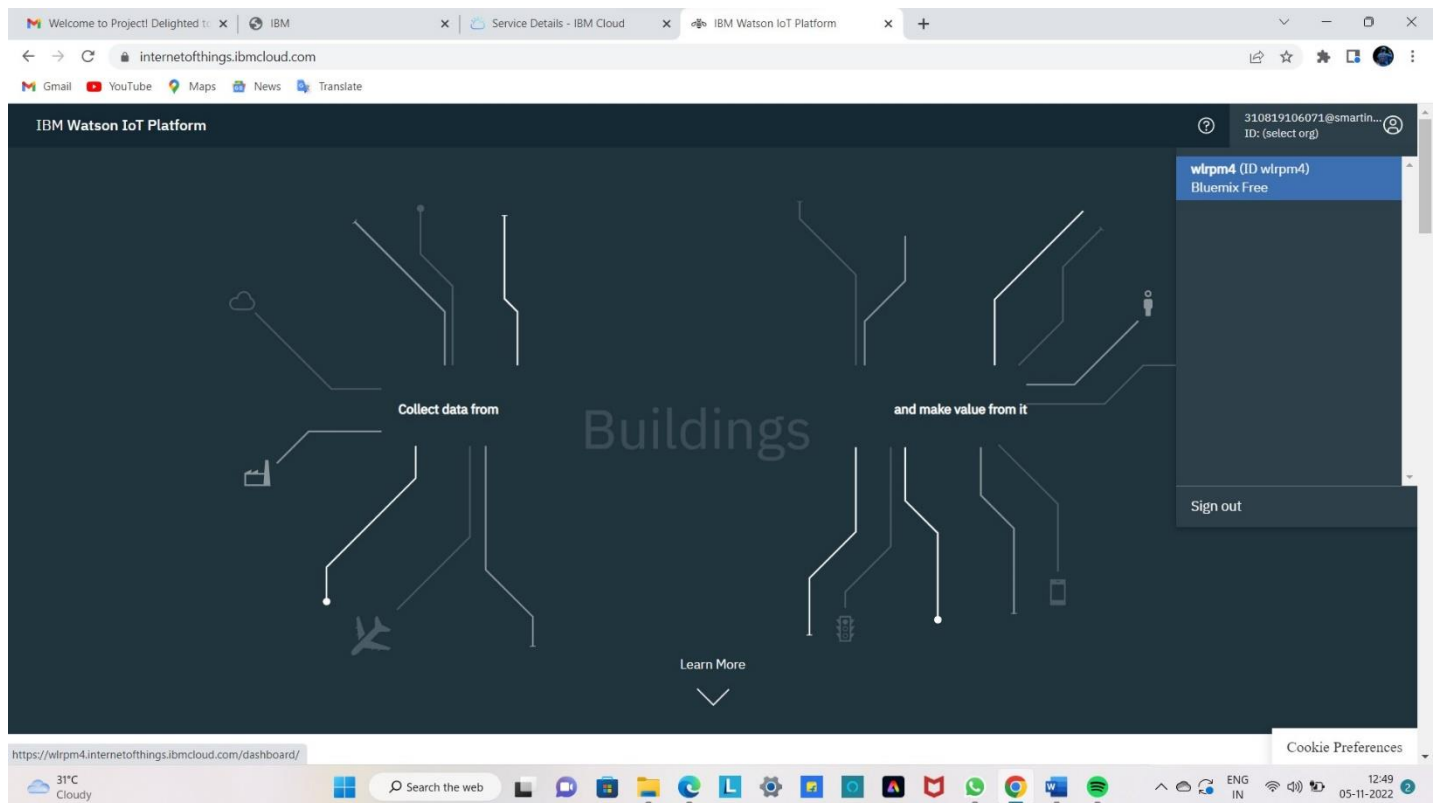 Welcome to Project! Delighted to
IBM
Service Details - IBM Cloud
IBM Watson IoT Platform
internetofthings.ibmcloud.com
Gmail
YouTube
Maps
News
Translate
IBM Watson IoT Platform
310819106071@smartin...
ID: (select org)
wlrpm4 (ID wlrpm4)
Bluemix Free
Collect data from
Buildings
and make value from it
Sign out
Learn More
Cookie Preferences
https://wlrpm4.internetofthings.ibmcloud.com/dashboard/
31°C
Cloudy
Search the web
ENG
IN
12:49
05-11-2022
2